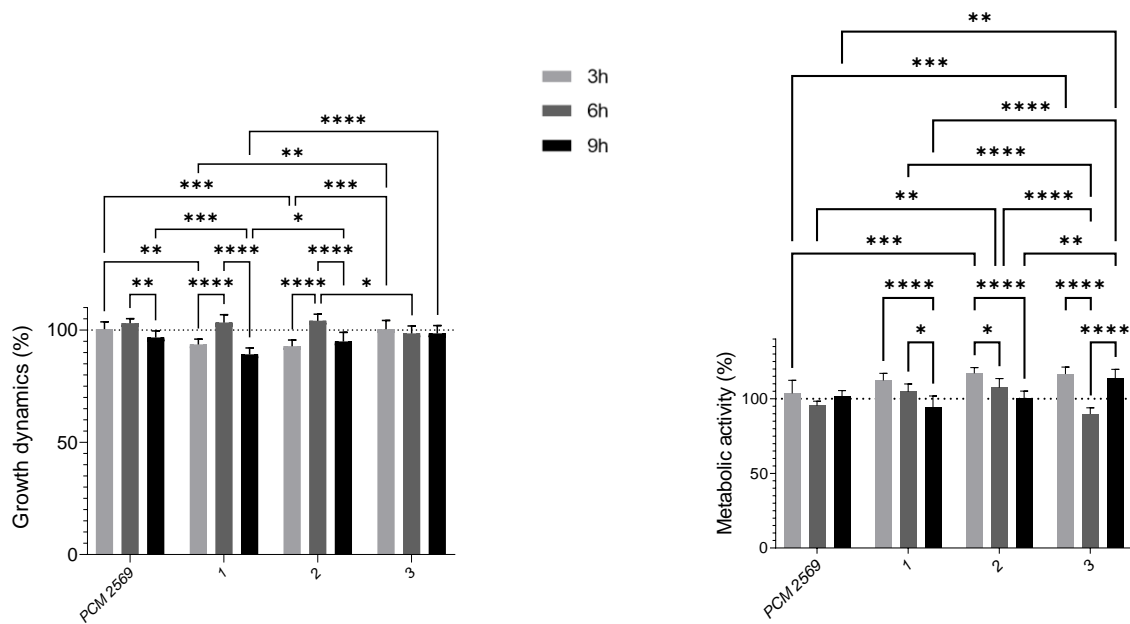 3h
6h
9h
****
**
*** ***
*** *
** **** ****
** **** **** *
Growth dynamics (%)
100
50
0
PCM 2569
1
2
3
**
***
****
****
** ****
*** **
**** **** ****
* * ****
Metabolic activity (%)
100
50
0
PCM 2569
1
2
3